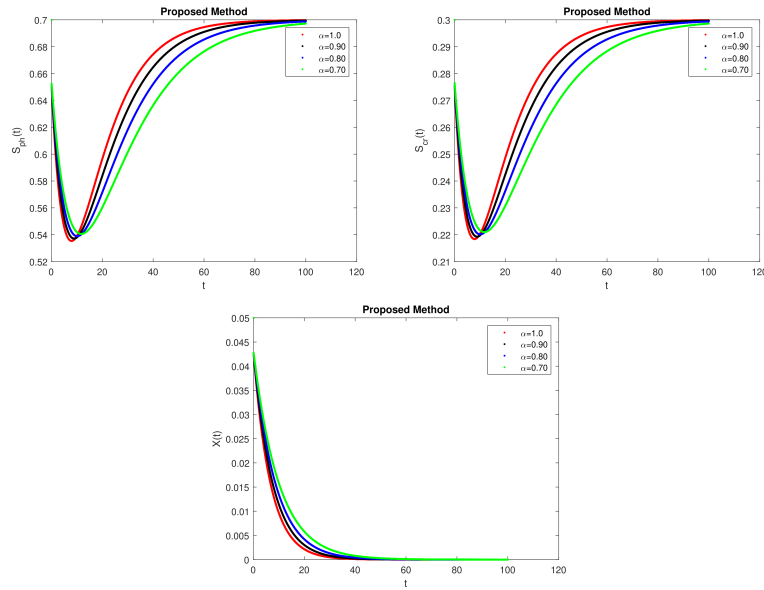 Proposed Method
0.7
0.68
0.66
0.64
0.62
0.6
0.58
0.56
0.54
0.52
S_ph(t)
0 20 40 60 80 100 120
t
α=1.0
α=0.90
α=0.80
α=0.70
Proposed Method
0.3
0.29
0.28
0.27
0.26
0.25
0.24
0.23
0.22
0.21
S_cr(t)
0 20 40 60 80 100 120
t
α=1.0
α=0.90
α=0.80
α=0.70
Proposed Method
0.05
0.045
0.04
0.035
0.03
0.025
0.02
0.015
0.01
0.005
0
X(t)
0 20 40 60 80 100 120
t
α=1.0
α=0.90
α=0.80
α=0.70